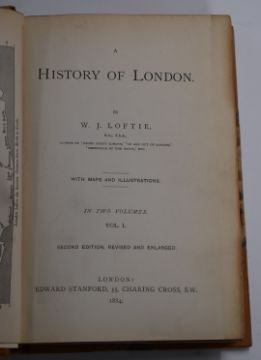 A
HISTORY OF LONDON.
BY
W. J. LOFTIE,
B.A., F.S.A.,
WITH MAPS AND ILLUSTRATIONS.
IN TWO VOLUMES.
VOL. I.
SECOND EDITION, REVISED AND ENLARGED.
LONDON:
EDWARD STANFORD, 55, CHARING CROSS, S.W.
1884.